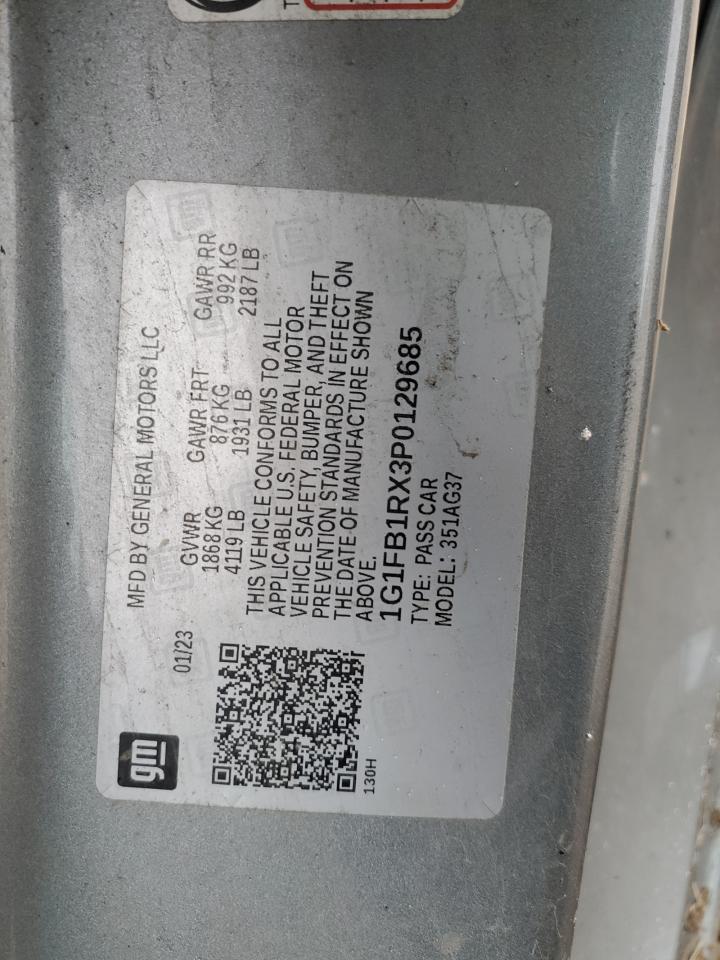 gm
MFD BY GENERAL MOTORS LLC
01/23
GVWR GAWR FRT GAWR RR
1868 KG 876 KG 992 KG
4119 LB 1931 LB 2187 LB
THIS VEHICLE CONFORMS TO ALL
APPLICABLE U.S. FEDERAL MOTOR
VEHICLE SAFETY, BUMPER, AND THEFT
PREVENTION STANDARDS IN EFFECT ON
THE DATE OF MANUFACTURE SHOWN
ABOVE.
1G1FB1RX3P0129685
TYPE: PASS CAR
MODEL: 351AG37
130H